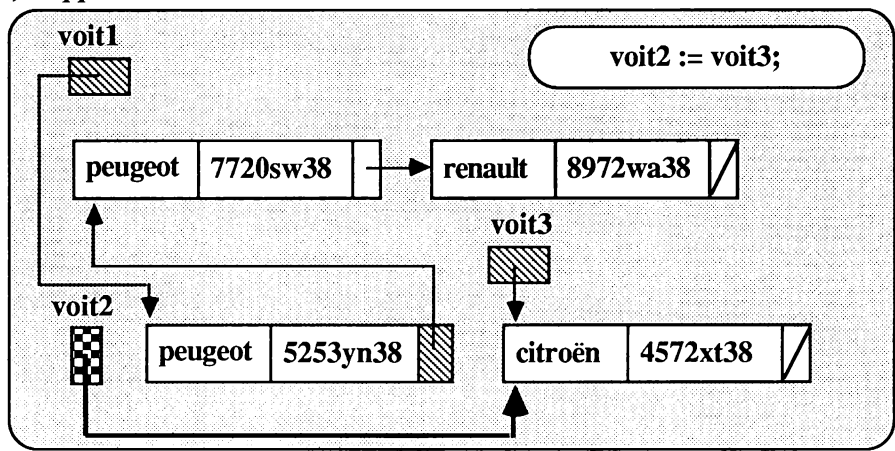 voit1
voit2 := voit3;
peugeot 7720sw38 renault 8972wa38
voit3
voit2
peugeot 5253yn38 citroën 4572xt38